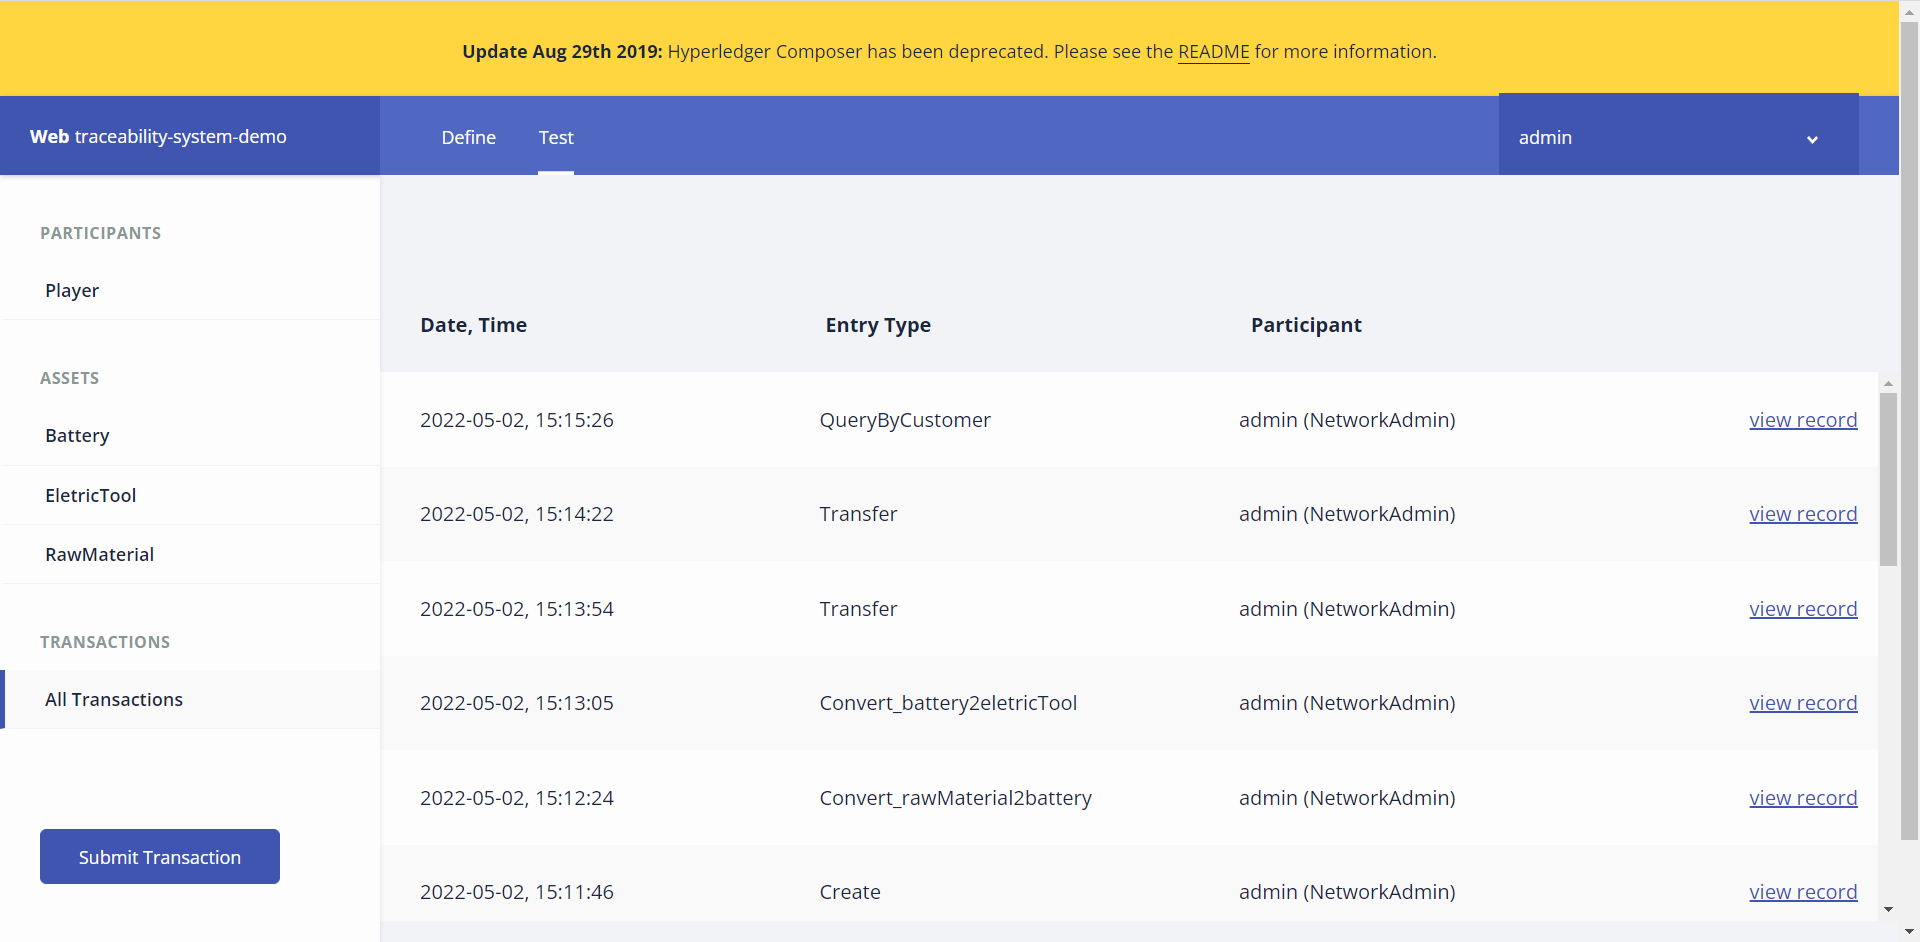 Update Aug 29th 2019: Hyperledger Composer has been deprecated. Please see the README for more information.
Web traceability-system-demo
Define Test
admin
PARTICIPANTS
Player
ASSETS
Battery
EletricTool
RawMaterial
TRANSACTIONS
All Transactions
Submit Transaction
Date, Time Entry Type Participant
2022-05-02, 15:15:26 QueryByCustomer admin (NetworkAdmin) view record
2022-05-02, 15:14:22 Transfer admin (NetworkAdmin) view record
2022-05-02, 15:13:54 Transfer admin (NetworkAdmin) view record
2022-05-02, 15:13:05 Convert_battery2eletricTool admin (NetworkAdmin) view record
2022-05-02, 15:12:24 Convert_rawMaterial2battery admin (NetworkAdmin) view record
2022-05-02, 15:11:46 Create admin (NetworkAdmin) view record